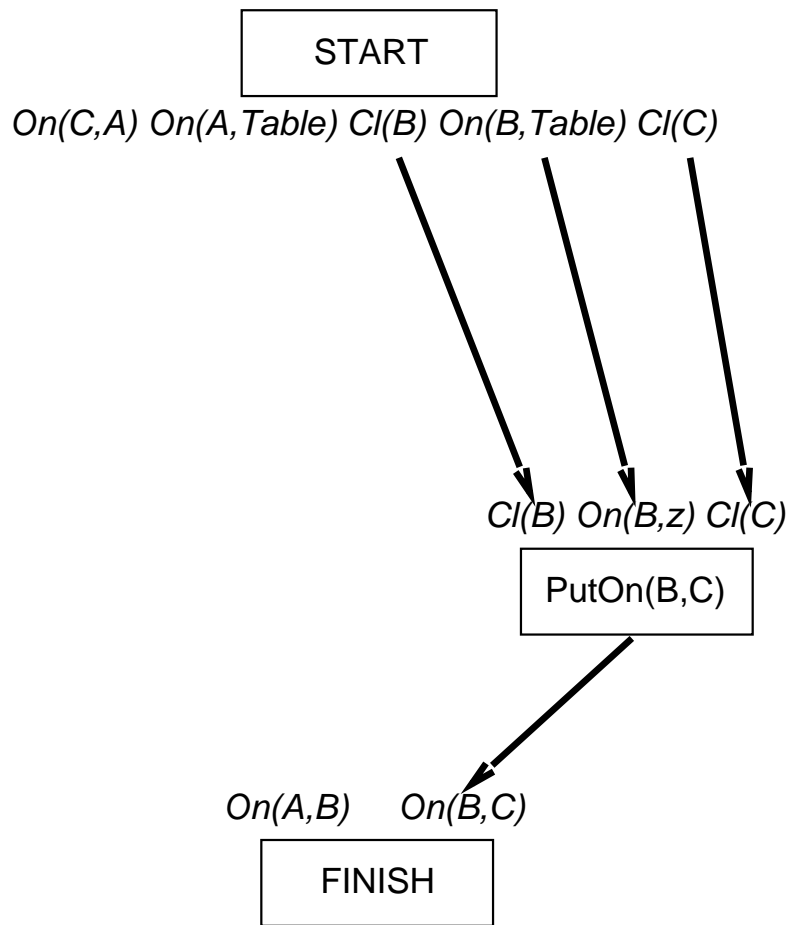 START
On(C,A) On(A,Table) Cl(B) On(B,Table) Cl(C)
Cl(B) On(B,z) Cl(C)
PutOn(B,C)
On(A,B) On(B,C)
FINISH